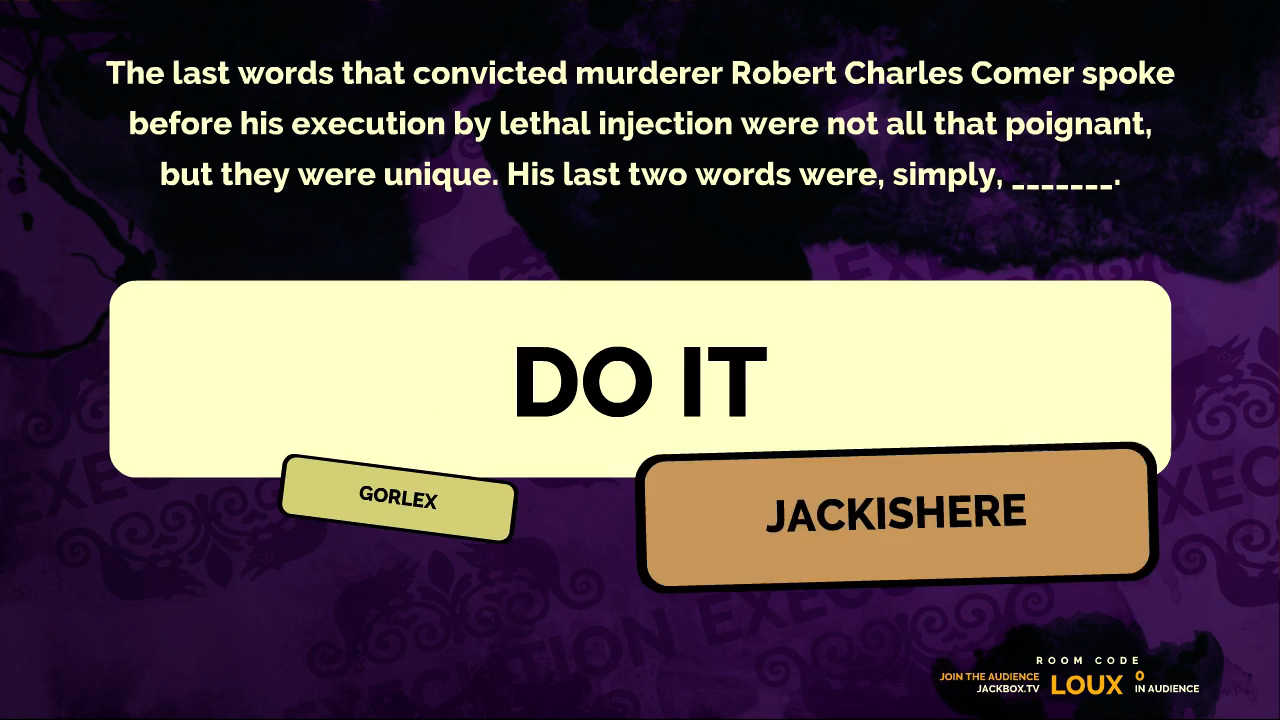 The last words that convicted murderer Robert Charles Comer spoke
before his execution by lethal injection were not all that poignant,
but they were unique. His last two words were, simply, _______.
DO IT
GORLEX
JACKISHERE
ROOM CODE
JOIN THE AUDIENCE
JACKBOX.TV
LOUX
0
IN AUDIENCE
EXECUTION EXECUTION